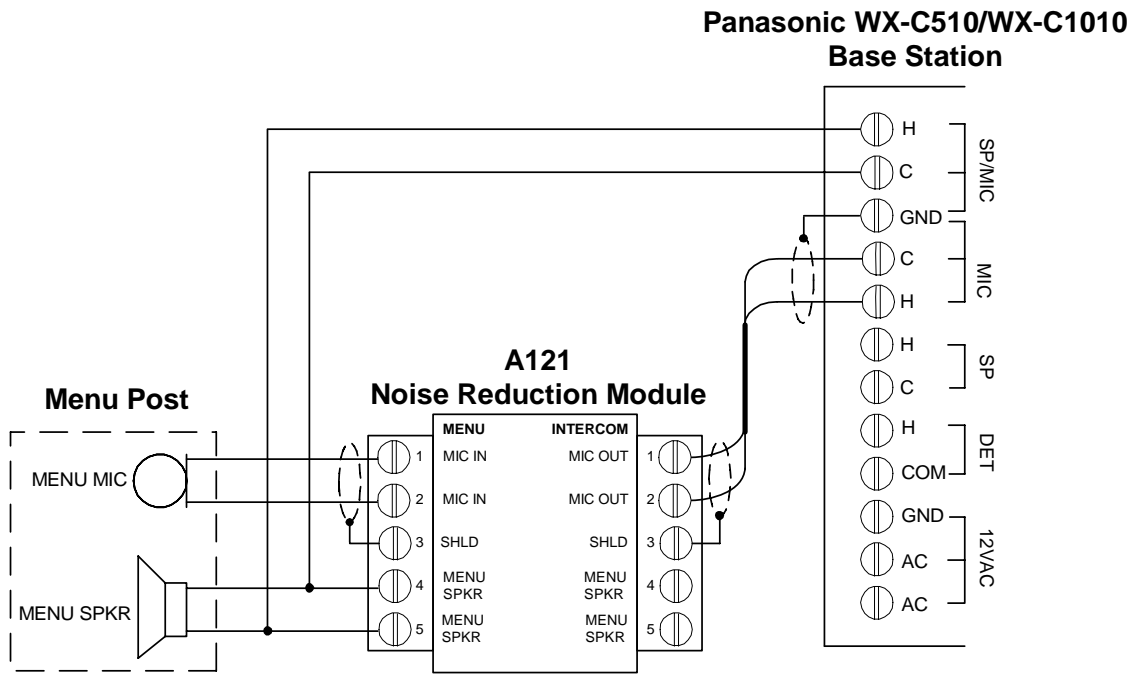 Panasonic WX-C510/WX-C1010
Base Station
H
C
GND
SP/MIC
C
H
MIC
H
C
SP
H
COM
DET
GND
AC
AC
12VAC
A121
Noise Reduction Module
MENU
INTERCOM
1
MIC IN
MIC OUT
1
2
MIC IN
MIC OUT
2
3
SHLD
SHLD
3
4
MENU
SPKR
MENU
SPKR
4
5
MENU
SPKR
MENU
SPKR
5
Menu Post
MENU MIC
MENU SPKR